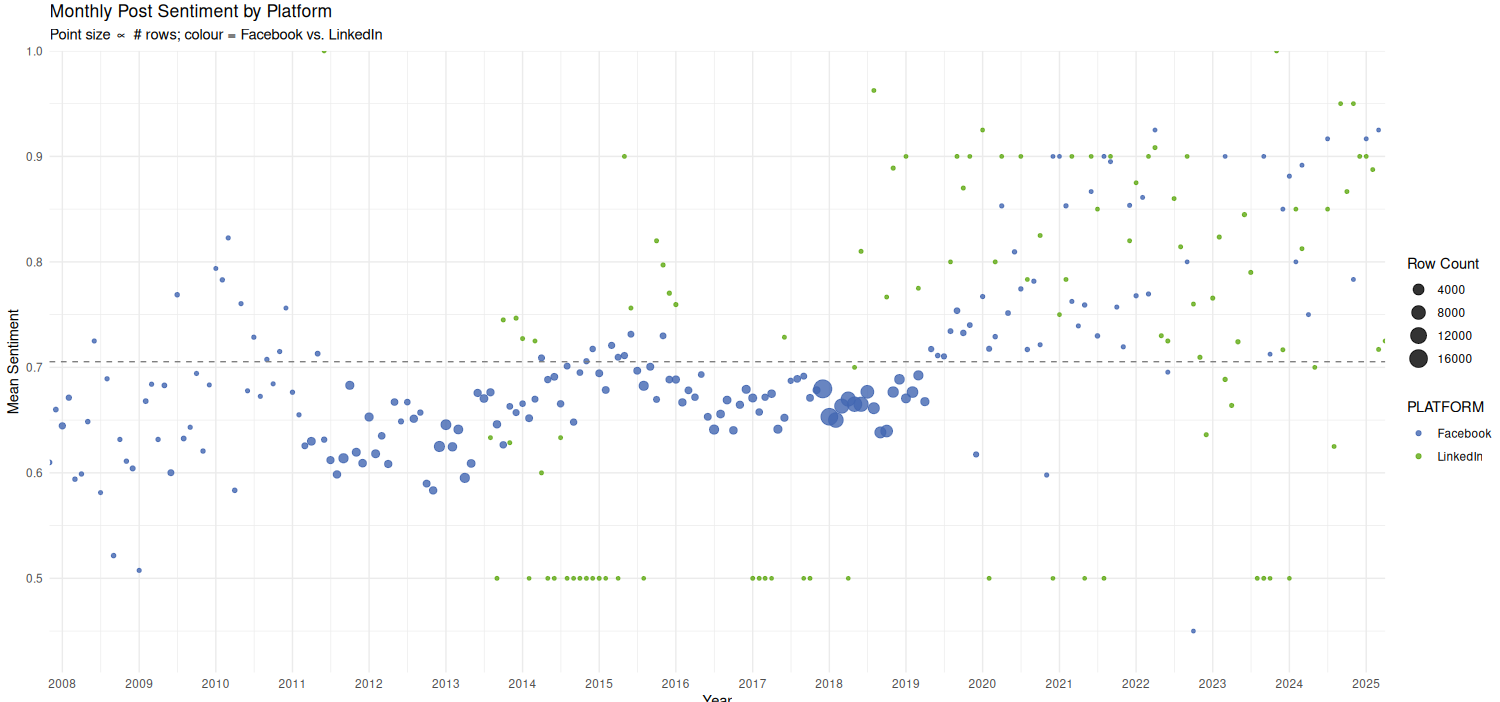 Monthly Post Sentiment by Platform
Point size ∝ # rows; colour = Facebook vs. LinkedIn
Mean Sentiment
1.0
0.9
0.8
0.7
0.6
0.5
2008 2009 2010 2011 2012 2013 2014 2015 2016 2017 2018 2019 2020 2021 2022 2023 2024 2025
Year
Row Count
4000
8000
12000
16000
PLATFORM
Facebook
LinkedIn